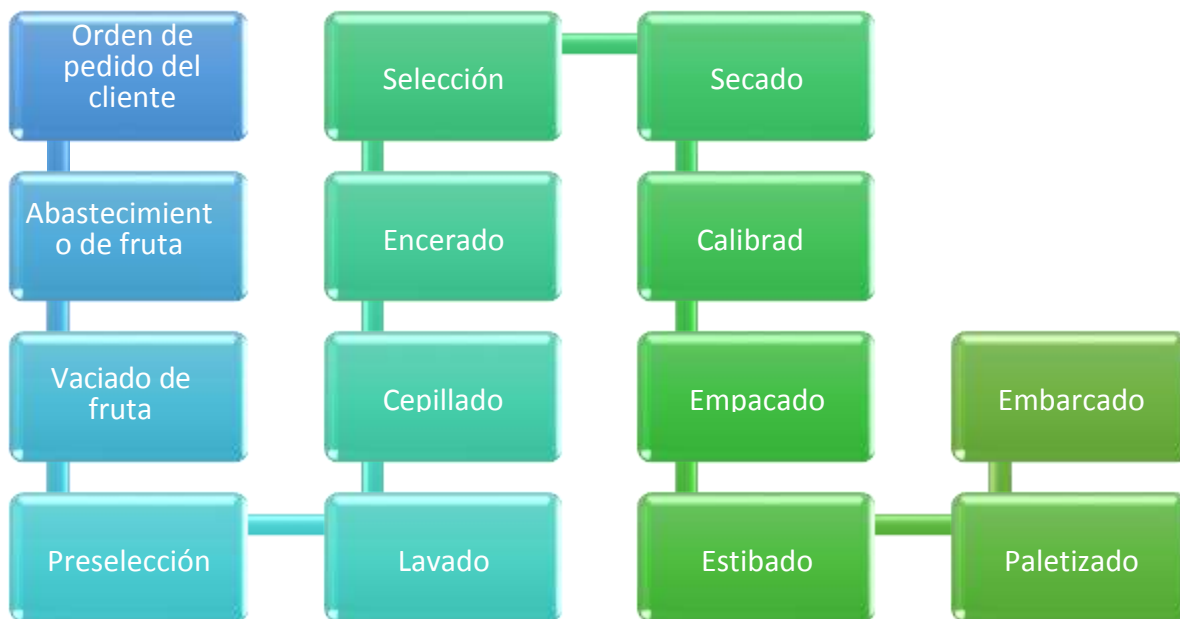 Orden de
pedido del
cliente
Abastecimient
o de fruta
Vaciado de
fruta
Preselección
Lavado
Cepillado
Encerado
Selección
Secado
Calibrad
Empacado
Estibado
Paletizado
Embarcado